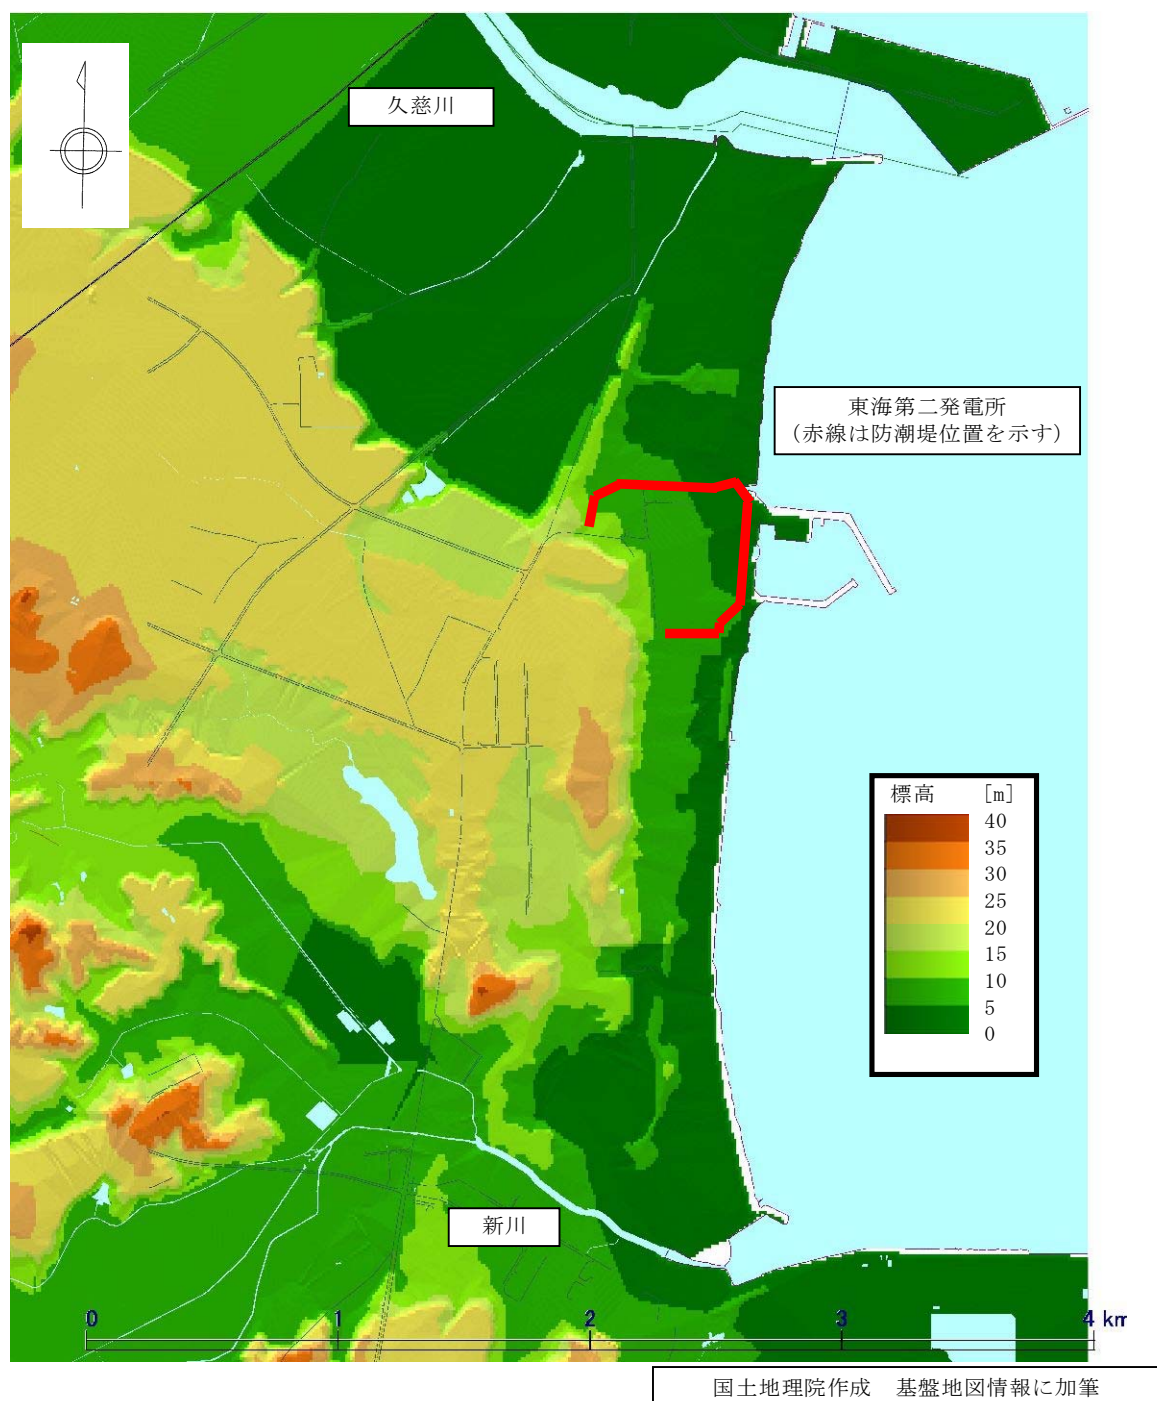 久慈川
東海第二発電所
（赤線は防潮堤位置を示す）
標高 [m]
40
35
30
25
20
15
10
5
0
新川
0 1 2 3 4 km
国土地理院作成 基盤地図情報に加筆